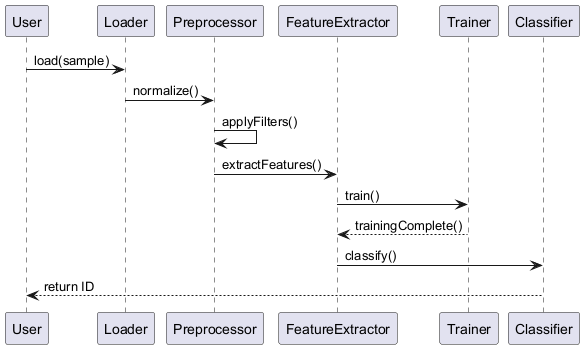 User Loader Preprocessor FeatureExtractor Trainer Classifier
load(sample)
normalize()
applyFilters()
extractFeatures()
train()
trainingComplete()
classify()
return ID
User Loader Preprocessor FeatureExtractor Trainer Classifier